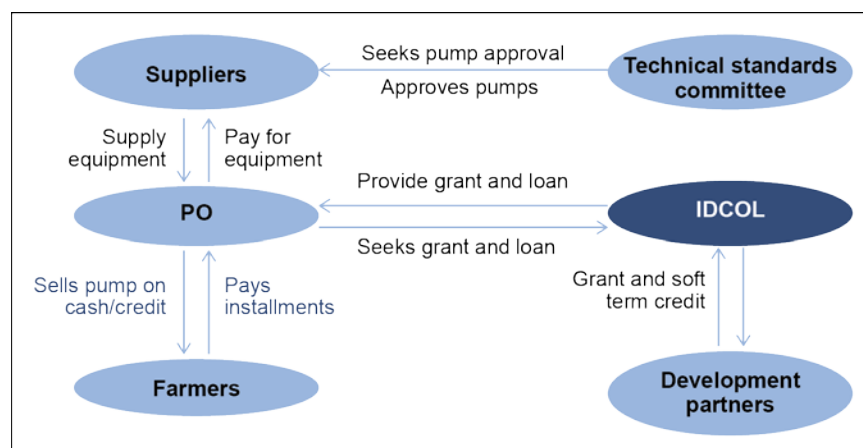 Suppliers
Seeks pump approval
Approves pumps
Technical standards
committee
Supply
equipment
Pay for
equipment
Provide grant and loan
PO
IDCOL
Seeks grant and loan
Sells pump on
cash/credit
Pays
installments
Grant and soft
term credit
Farmers
Development
partners